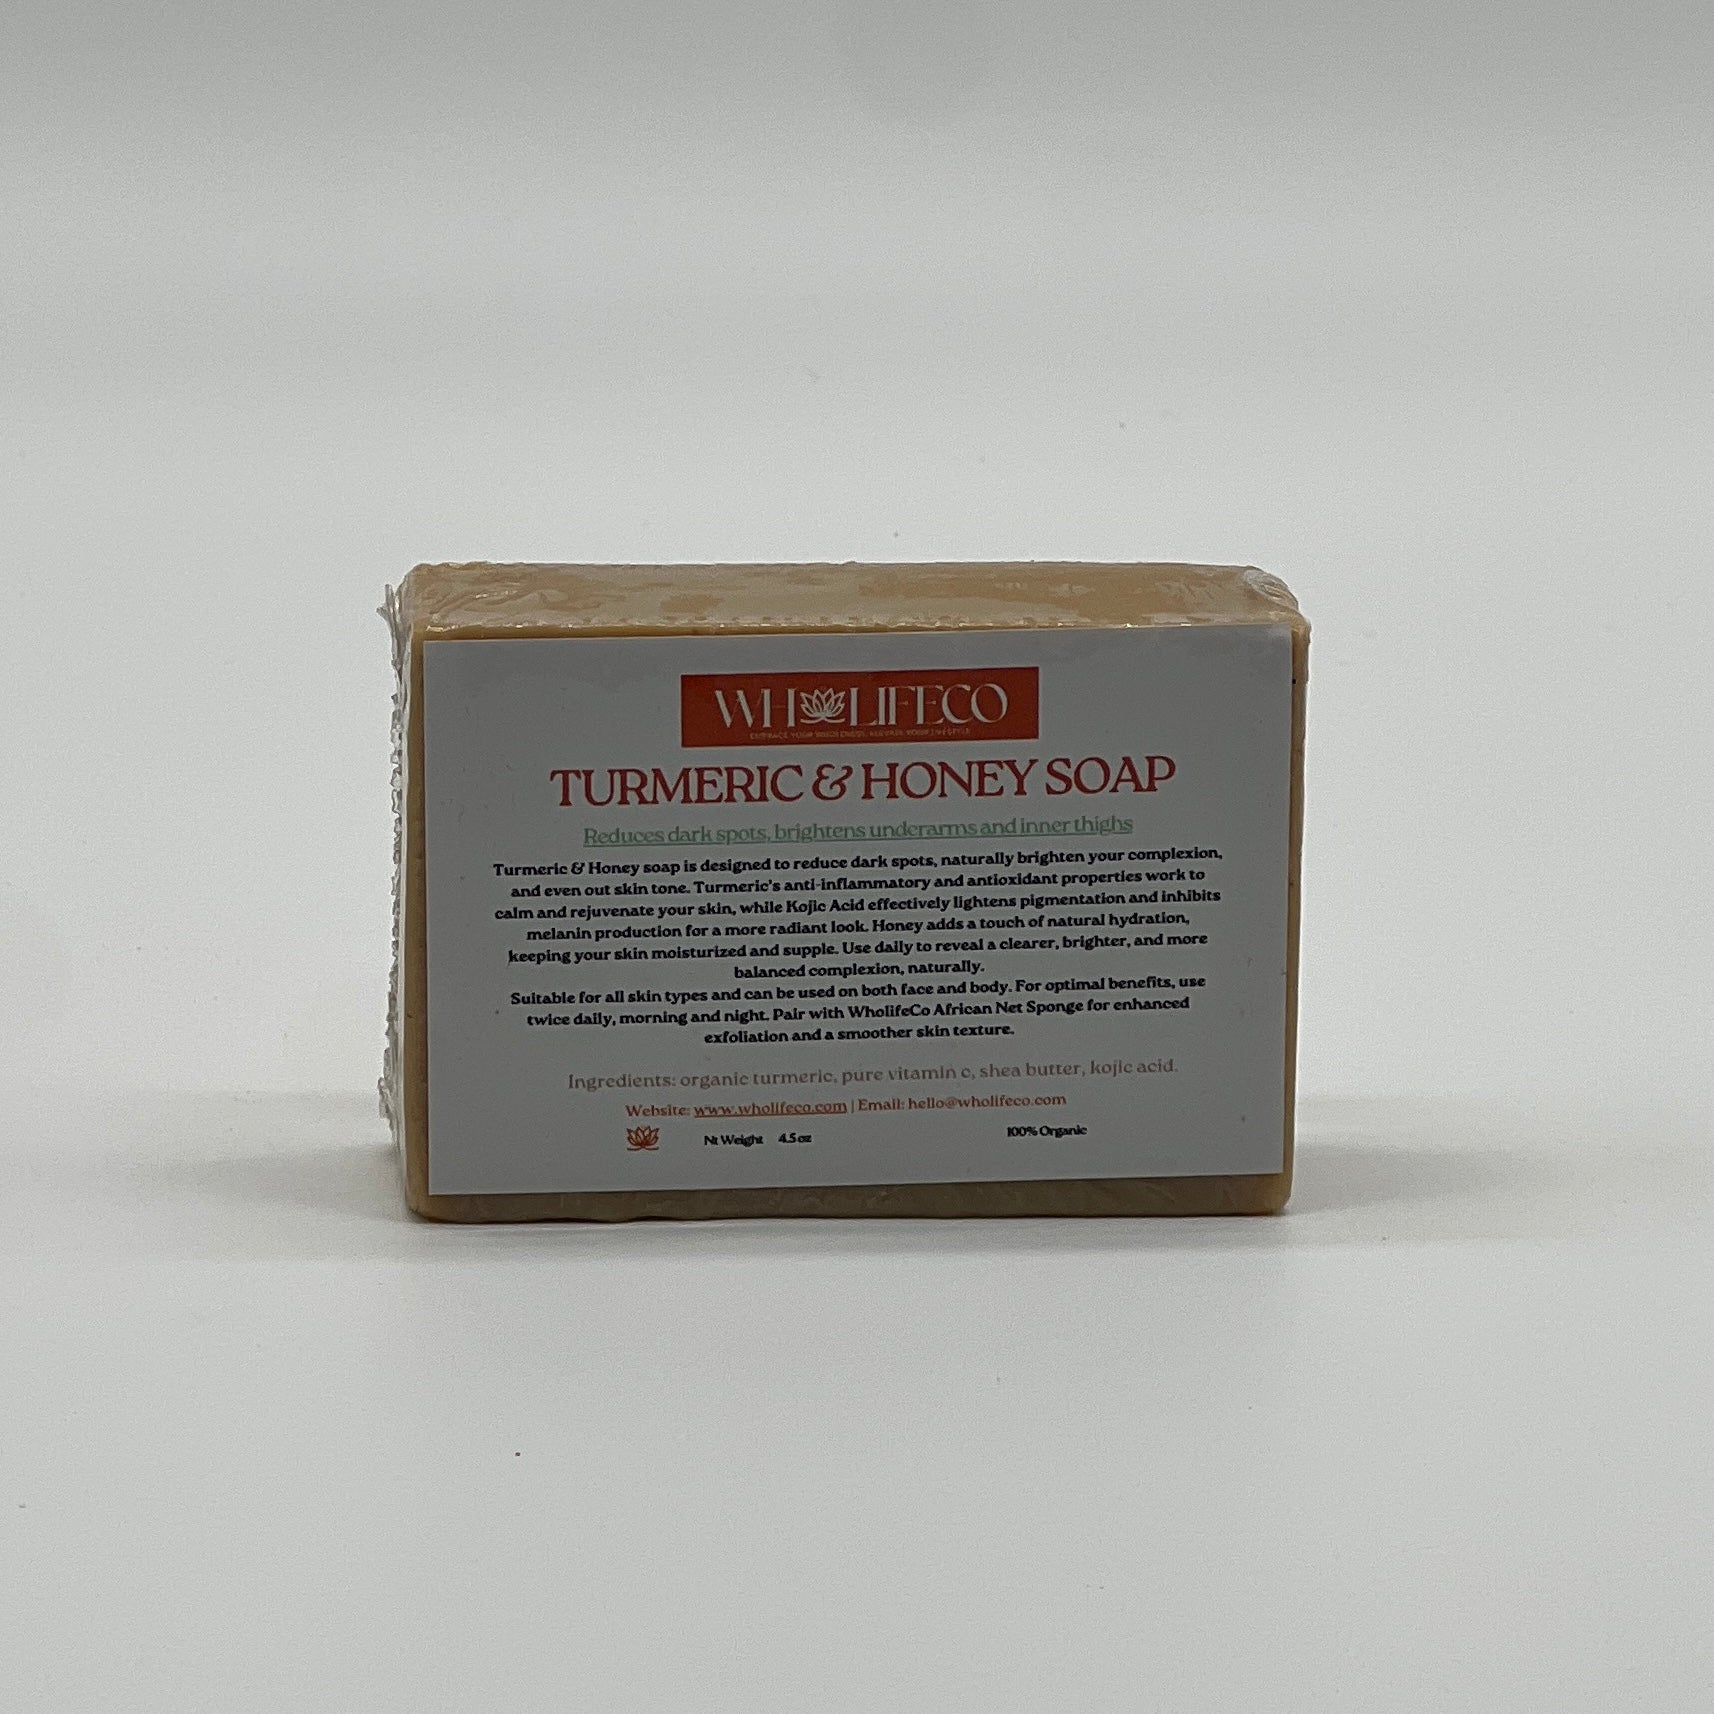 WHOLIFECO
EMBRACE YOUR WHOLENESS, ELEVATE YOUR LIFESTYLE
TURMERIC & HONEY SOAP
Reduces dark spots, brightens underarms and inner thighs
Turmeric & Honey soap is designed to reduce dark spots, naturally brighten your complexion,
and even out skin tone. Turmeric's anti-inflammatory and antioxidant properties work to
calm and rejuvenate your skin, while Kojic Acid effectively lightens pigmentation and inhibits
melanin production for a more radiant look. Honey adds a touch of natural hydration,
keeping your skin moisturized and supple. Use daily to reveal a clearer, brighter, and more
balanced complexion, naturally.
Suitable for all skin types and can be used on both face and body. For optimal benefits, use
twice daily, morning and night. Pair with WholifeCo African Net Sponge for enhanced
exfoliation and a smoother skin texture.
Ingredients: organic turmeric, pure vitamin c, shea butter, kojic acid.
Website: www.wholifeco.com | Email: hello@wholifeco.com
Nt Weight 4.5 oz 100% Organic